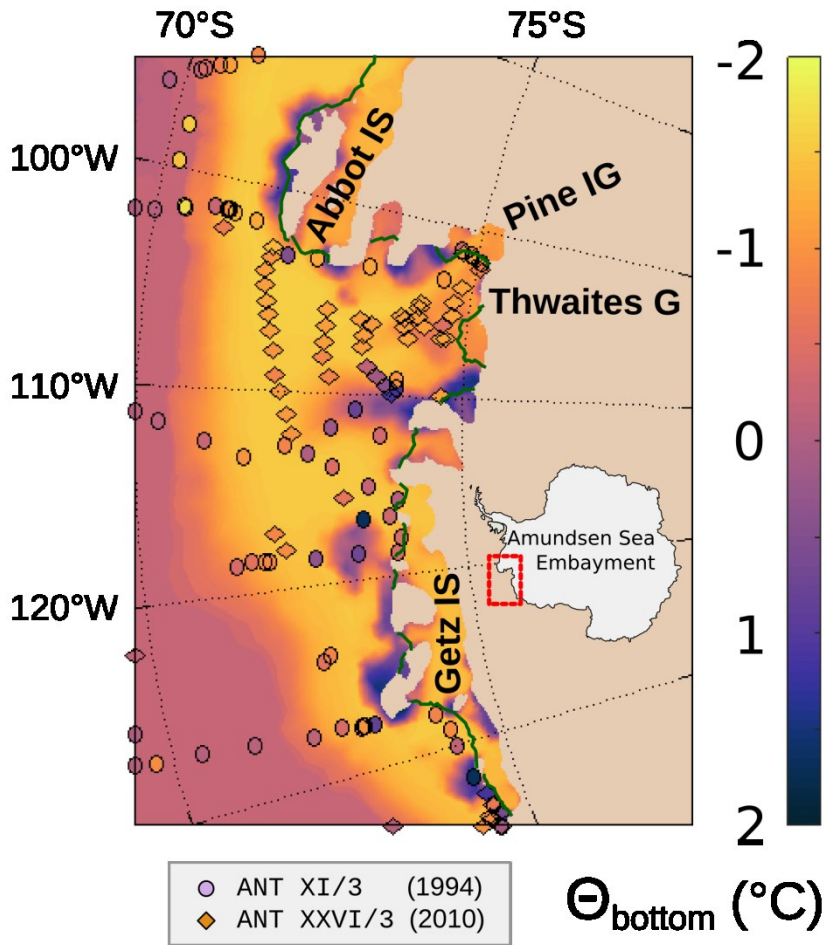 70°S 75°S
-2
100°W
Abbot IS
Pine IG
-1
Thwaites G
110°W
0
Amundsen Sea
Embayment
Getz IS
120°W
1
2
ANT XI/3 (1994)
ANT XXVI/3 (2010)
Θbottom (°C)